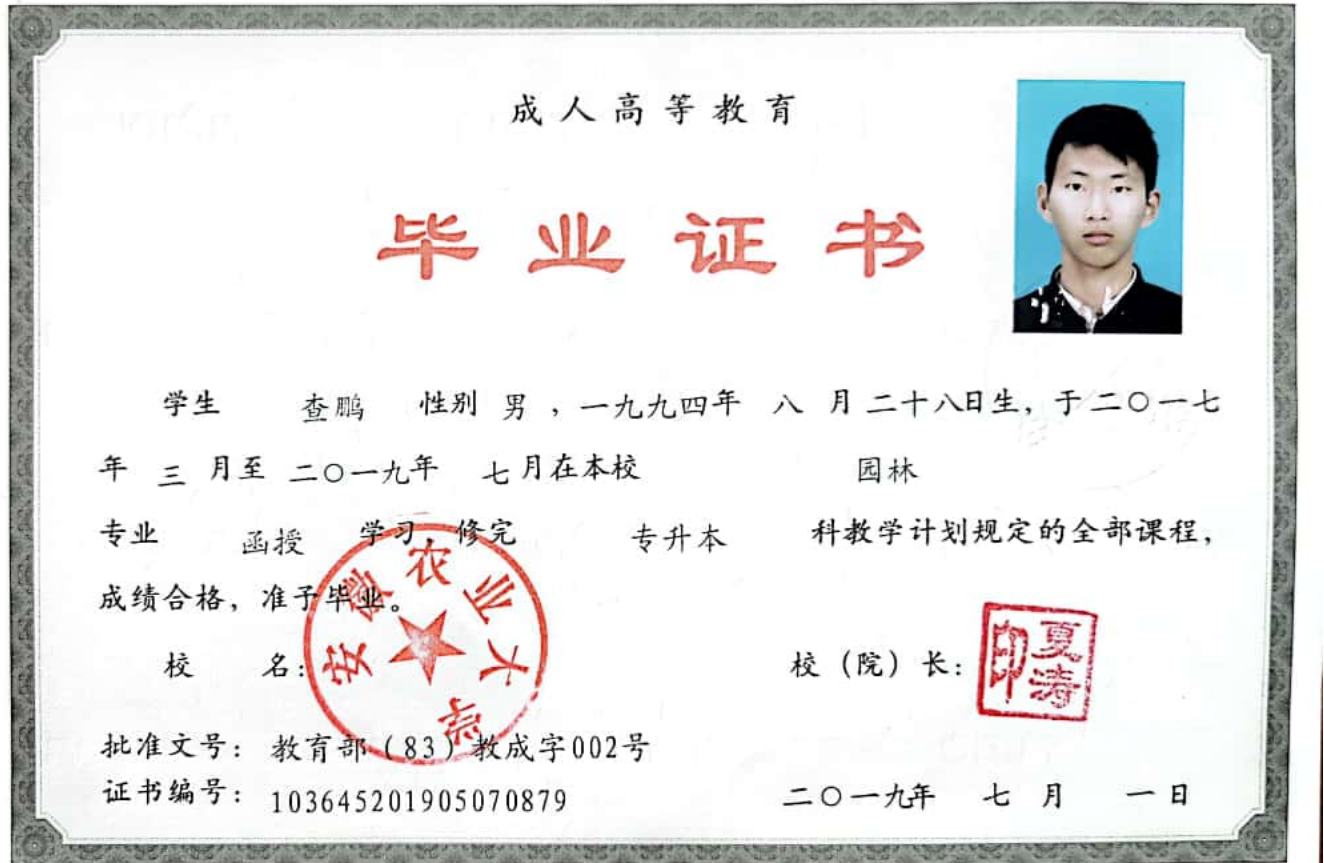 成人高等教育
毕业证书
学生 查鹏 性别 男，一九九四年 八 月二十八日生，于二〇一七
年 三 月至 二〇一九年 七月在本校 园林
专业 函授 学习，修完 专升本 科教学计划规定的全部课程，
成绩合格，准予毕业。
校 名：安徽农业大学
校（院）长：夏涛印
批准文号：教育部（83）教成字002号
证书编号：103645201905070879
二〇一九年 七 月 一日